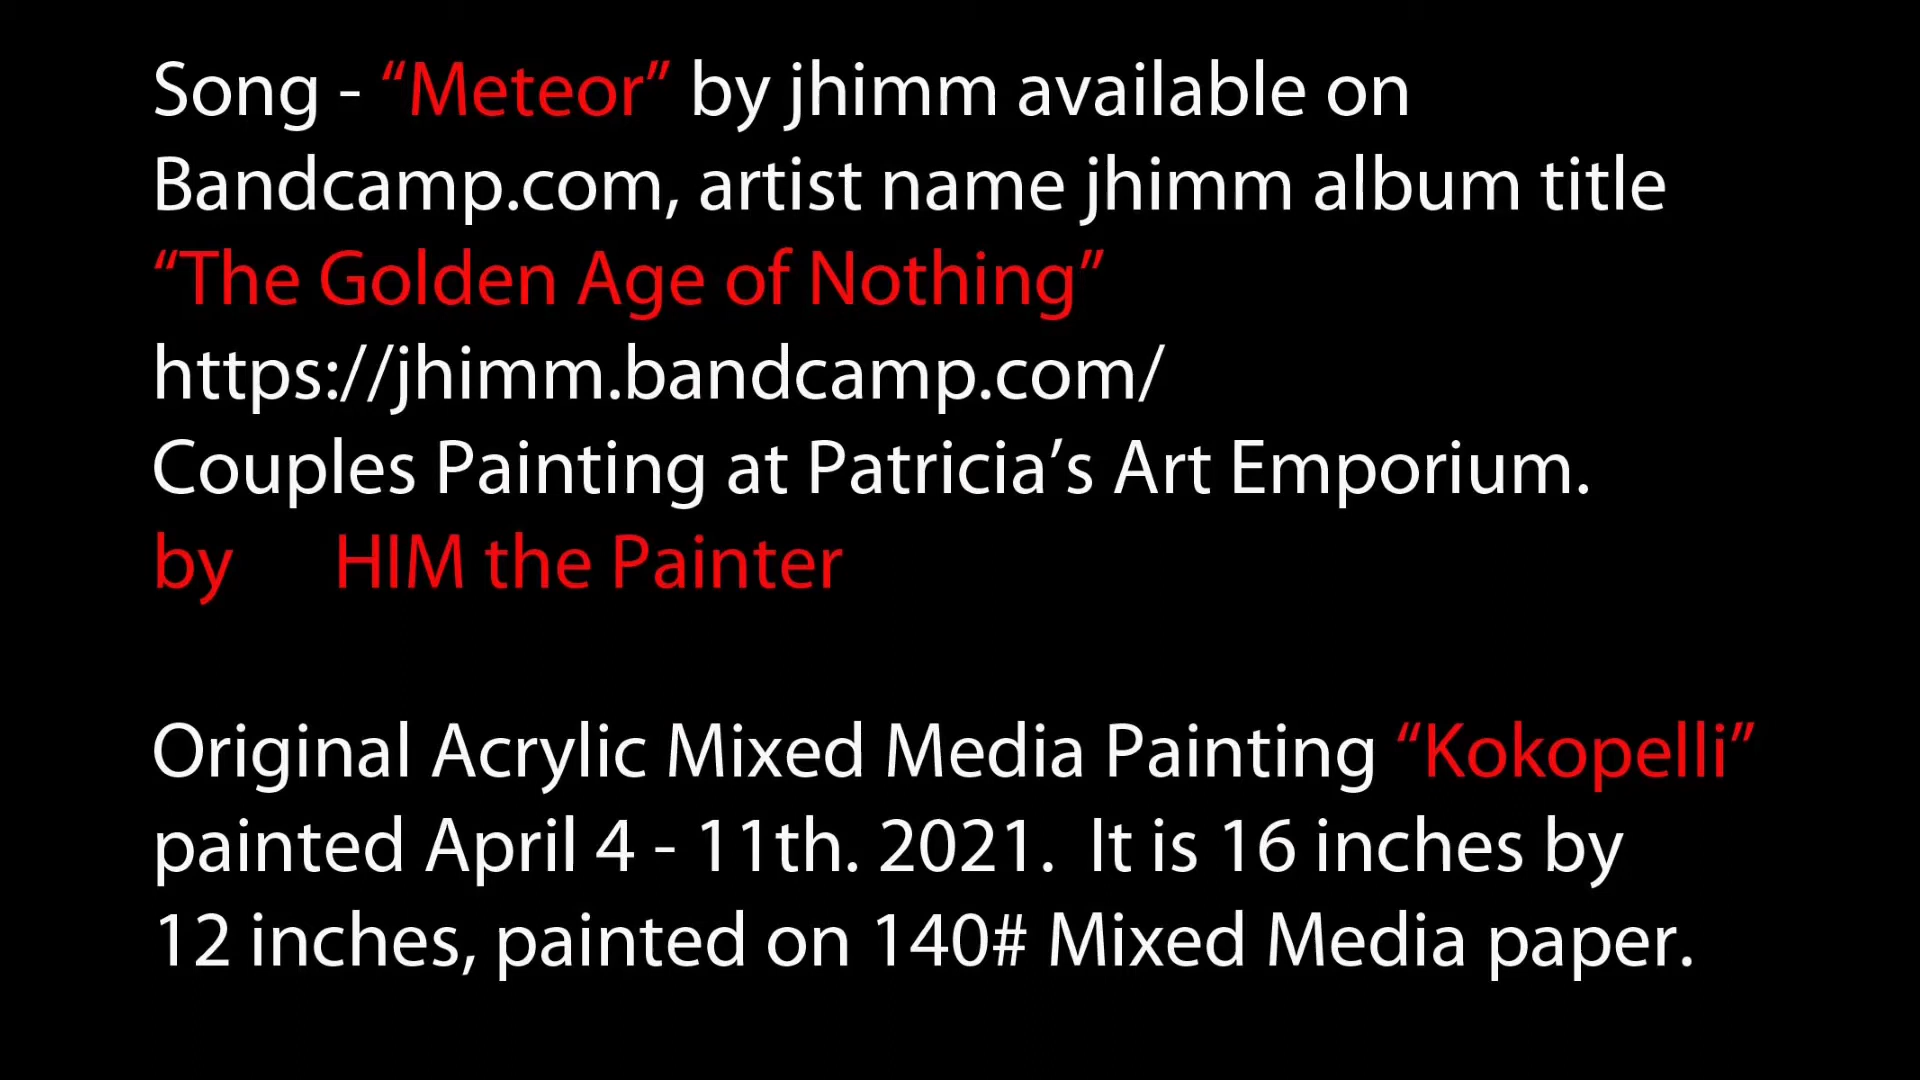 Song - “Meteor” by jhimm available on
Bandcamp.com, artist name jhimm album title
“The Golden Age of Nothing”
https://jhimm.bandcamp.com/
Couples Painting at Patricia’s Art Emporium.
by HIM the Painter
Original Acrylic Mixed Media Painting “Kokopelli”
painted April 4 - 11th. 2021. It is 16 inches by
12 inches, painted on 140# Mixed Media paper.